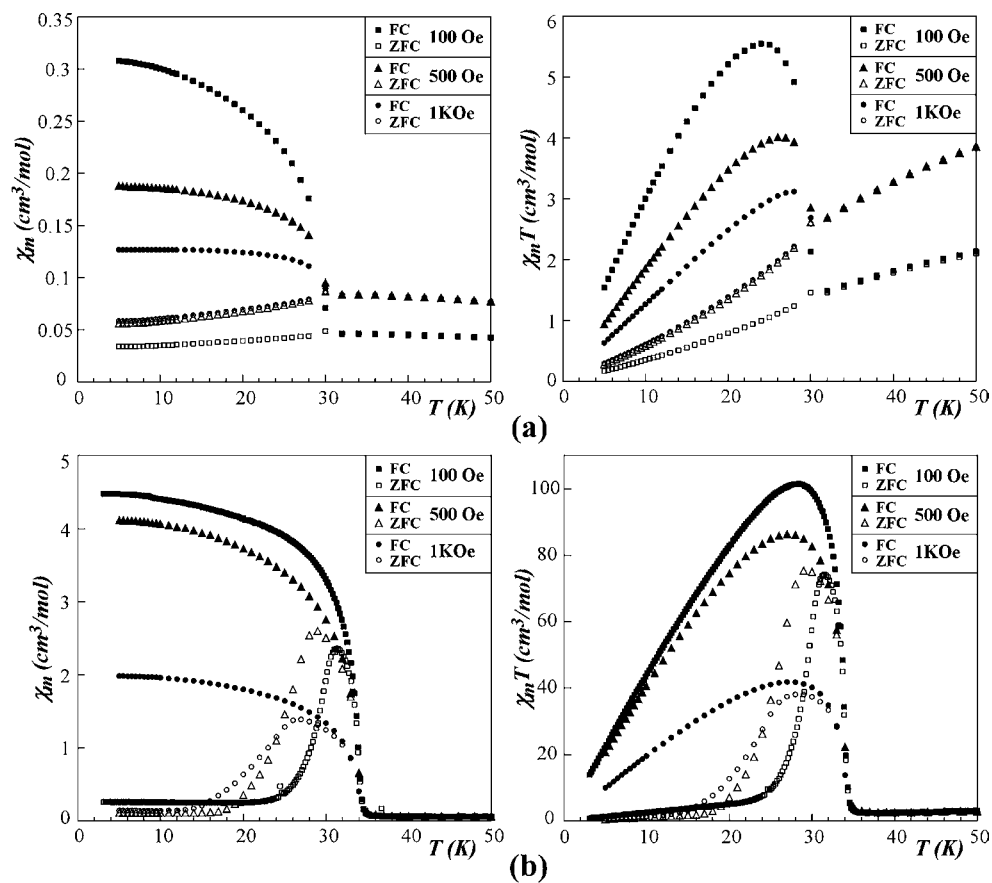 0.35
0.3
0.25
0.2
0.15
0.1
0.05
0
χm (cm³/mol)
FC
ZFC 100 Oe
FC
ZFC 500 Oe
FC
ZFC 1KOe
0 10 20 30 40 50
T (K)
6
5
4
3
2
1
0
χmT (cm³/mol)
FC
ZFC 100 Oe
FC
ZFC 500 Oe
FC
ZFC 1KOe
0 10 20 30 40 50
T (K)
(a)
5
4
3
2
1
0
χm (cm³/mol)
FC
ZFC 100 Oe
FC
ZFC 500 Oe
FC
ZFC 1KOe
0 10 20 30 40 50
T (K)
100
80
60
40
20
0
χmT (cm³/mol)
FC
ZFC 100 Oe
FC
ZFC 500 Oe
FC
ZFC 1KOe
0 10 20 30 40 50
T (K)
(b)